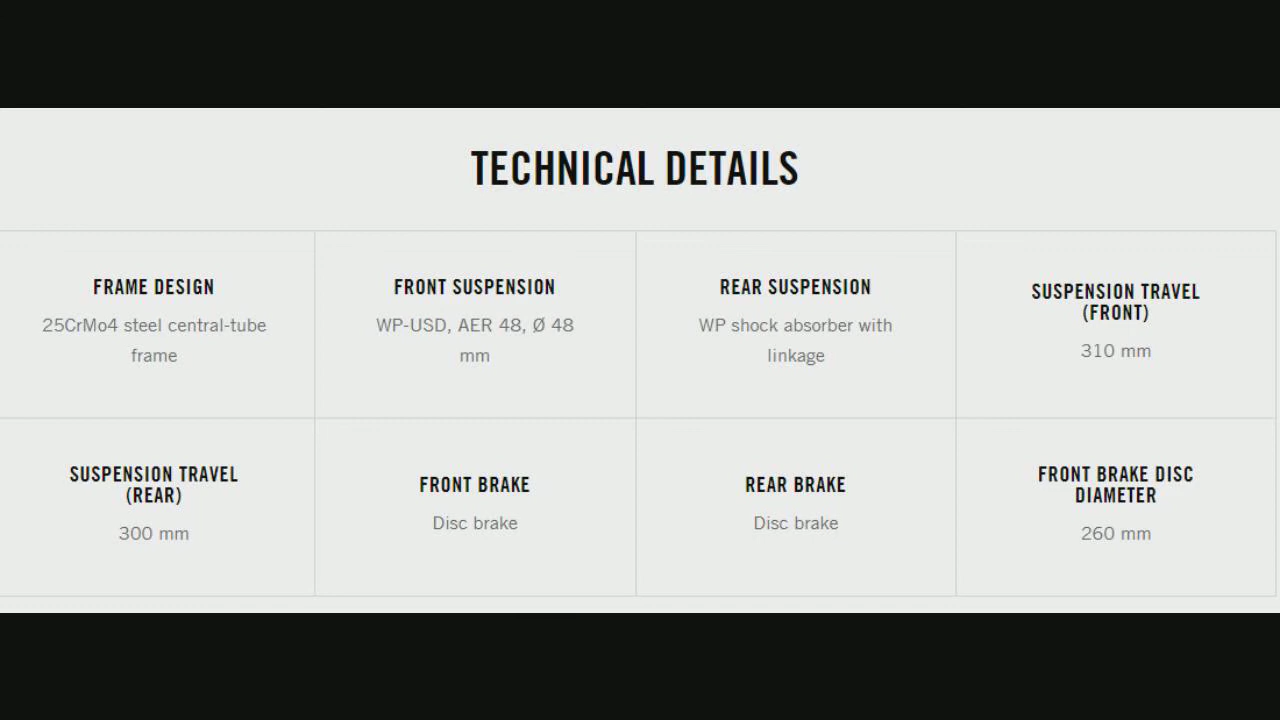 TECHNICAL DETAILS
FRAME DESIGN
25CrMo4 steel central-tube
frame
FRONT SUSPENSION
WP-USD, AER 48, Ø 48
mm
REAR SUSPENSION
WP shock absorber with
linkage
SUSPENSION TRAVEL
(FRONT)
310 mm
SUSPENSION TRAVEL
(REAR)
300 mm
FRONT BRAKE
Disc brake
REAR BRAKE
Disc brake
FRONT BRAKE DISC
DIAMETER
260 mm